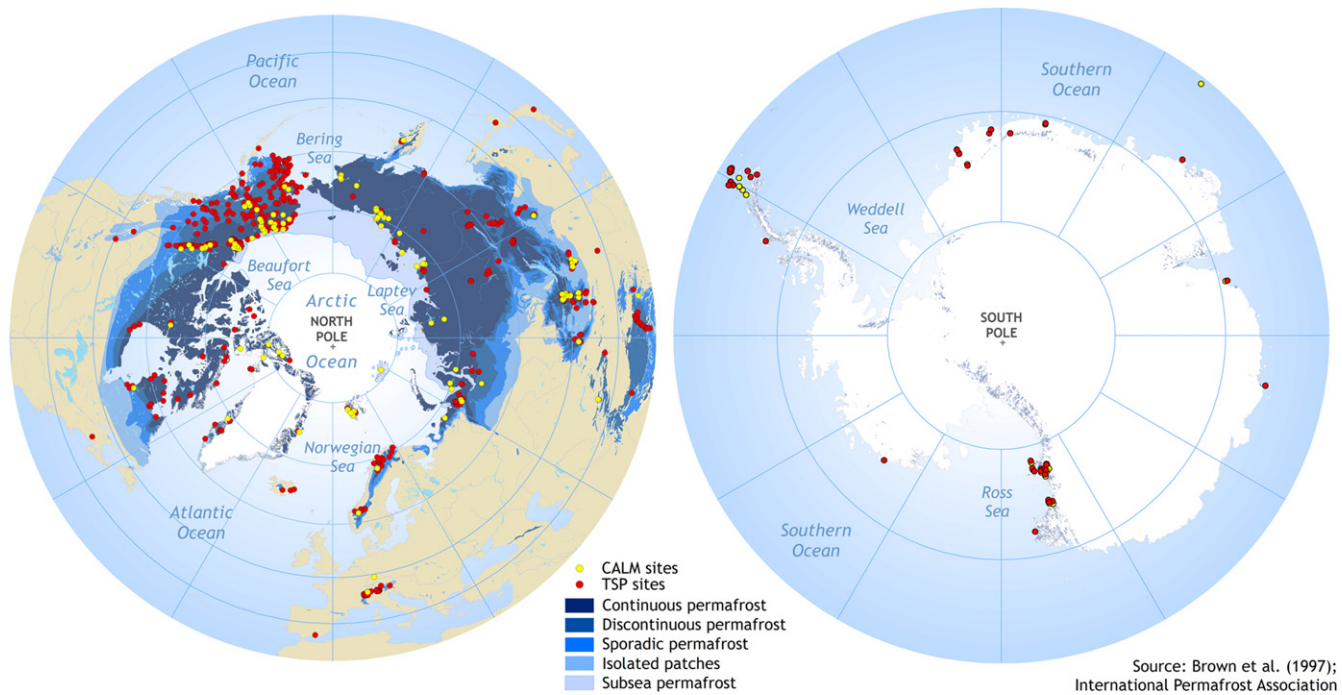 Pacific
Ocean
Bering
Sea
Beaufort
Sea
Laptev
Sea
Arctic
NORTH
POLE
+
Ocean
Norwegian
Sea
Atlantic
Ocean
Southern
Ocean
Weddell
Sea
SOUTH
POLE
+
Ross
Sea
Southern
Ocean
CALM sites
TSP sites
Continuous permafrost
Discontinuous permafrost
Sporadic permafrost
Isolated patches
Subsea permafrost
Source: Brown et al. (1997);
International Permafrost Association